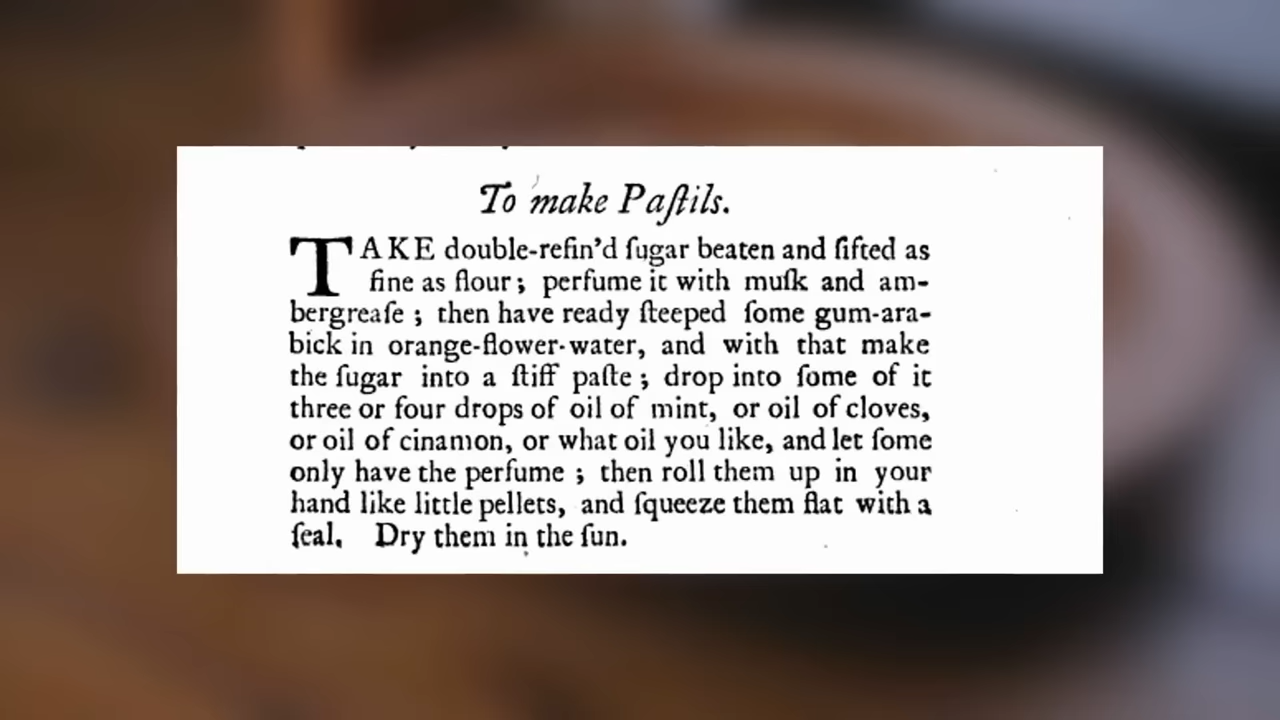 To make Paſtils.
TAKE double-refin'd ſugar beaten and ſifted as
fine as flour; perfume it with muſk and am-
bergreaſe; then have ready ſteeped ſome gum-ara-
bick in orange-flower-water, and with that make
the ſugar into a ſtiff paſte; drop into ſome of it
three or four drops of oil of mint, or oil of cloves,
or oil of cinamon, or what oil you like, and let ſome
only have the perfume; then roll them up in your
hand like little pellets, and ſqueeze them flat with a
ſeal. Dry them in the ſun.